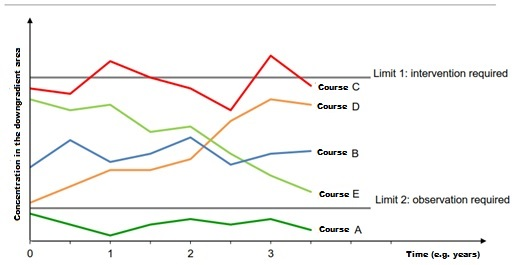 Concentration in the downgradient area
Limit 1: intervention required
Course C
Course D
Course B
Course E
Limit 2: observation required
Course A
0
1
2
3
Time (e.g. years)